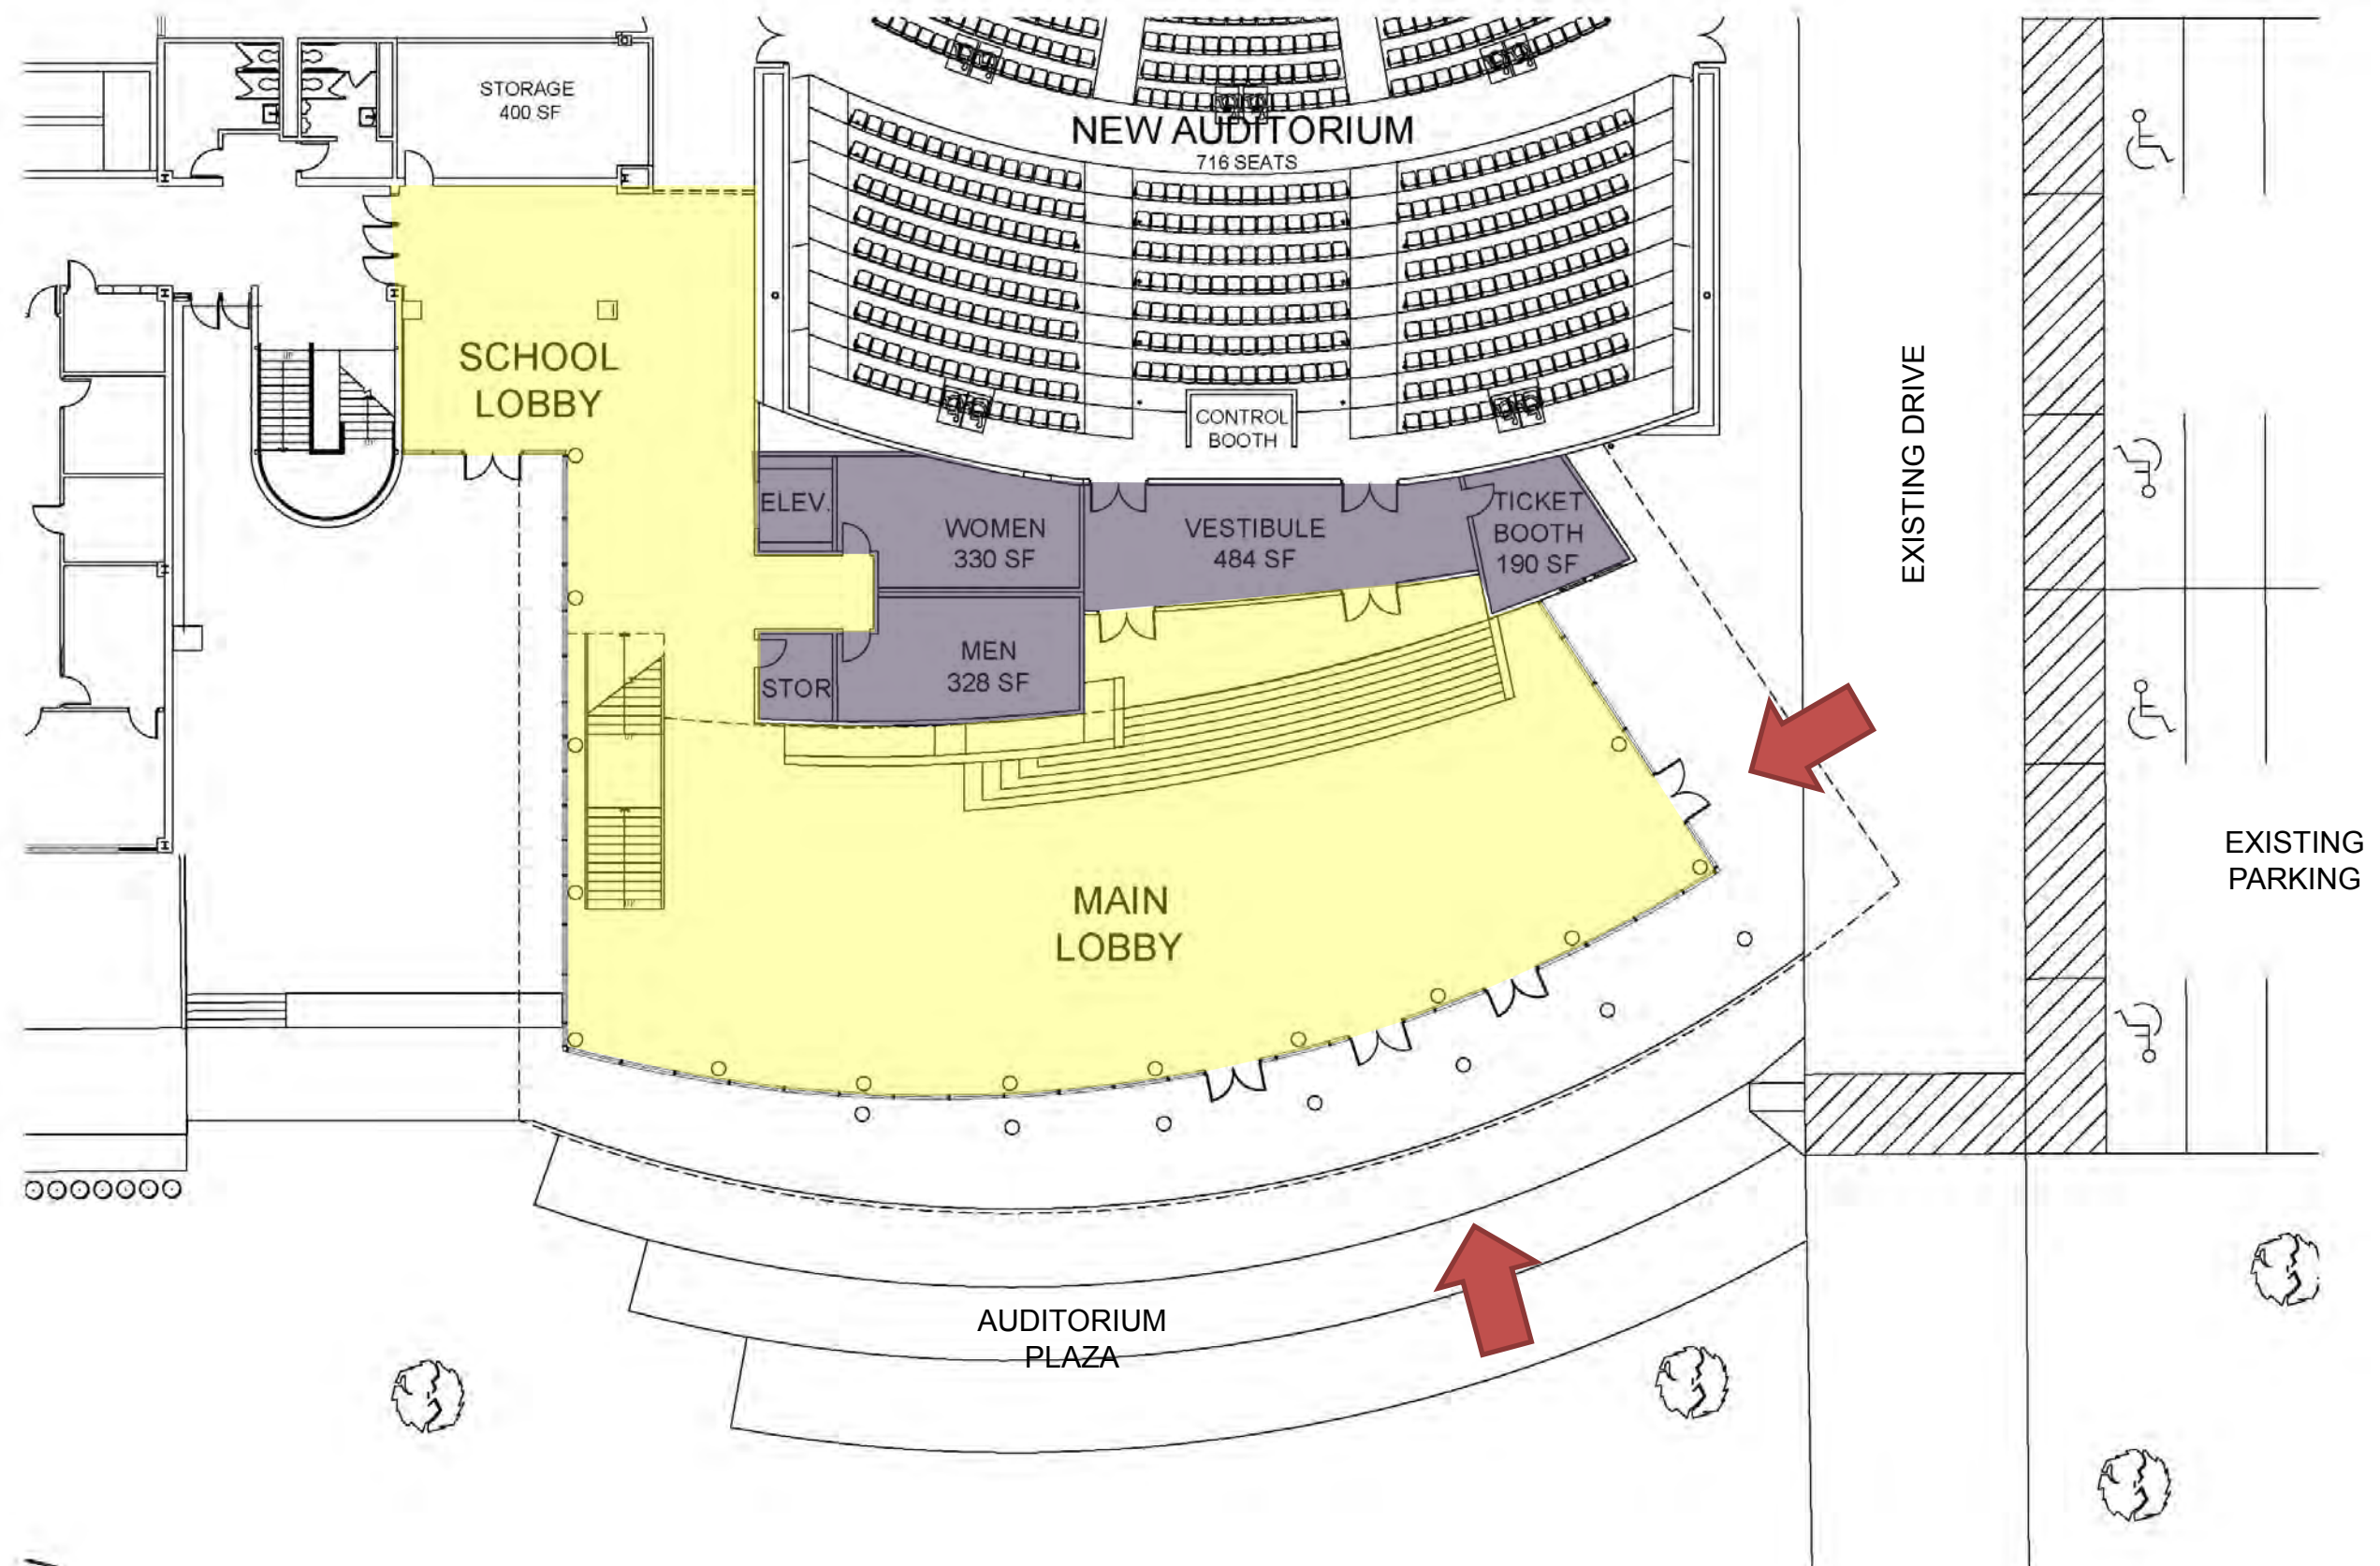 STORAGE
400 SF
NEW AUDITORIUM
716 SEATS
SCHOOL
LOBBY
CONTROL
BOOTH
ELEV.
WOMEN
330 SF
VESTIBULE
484 SF
TICKET
BOOTH
190 SF
MEN
328 SF
STOR
EXISTING DRIVE
EXISTING
PARKING
MAIN
LOBBY
AUDITORIUM
PLAZA